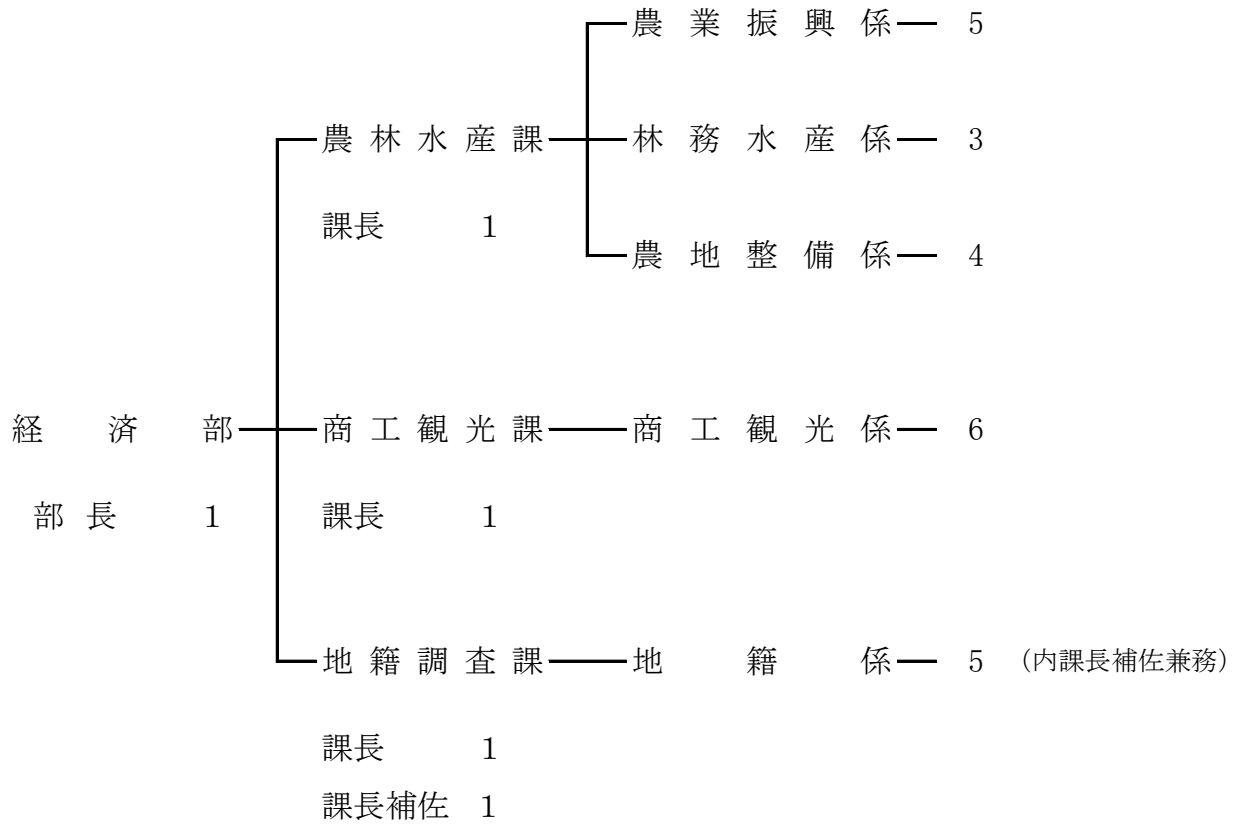 農業振興係 5
農林水産課 林務水産係 3
課長 1
農地整備係 4
経済部 商工観光課 商工観光係 6
部長 1 課長 1
地籍調査課 地籍係 5 (内課長補佐兼務)
課長 1
課長補佐 1